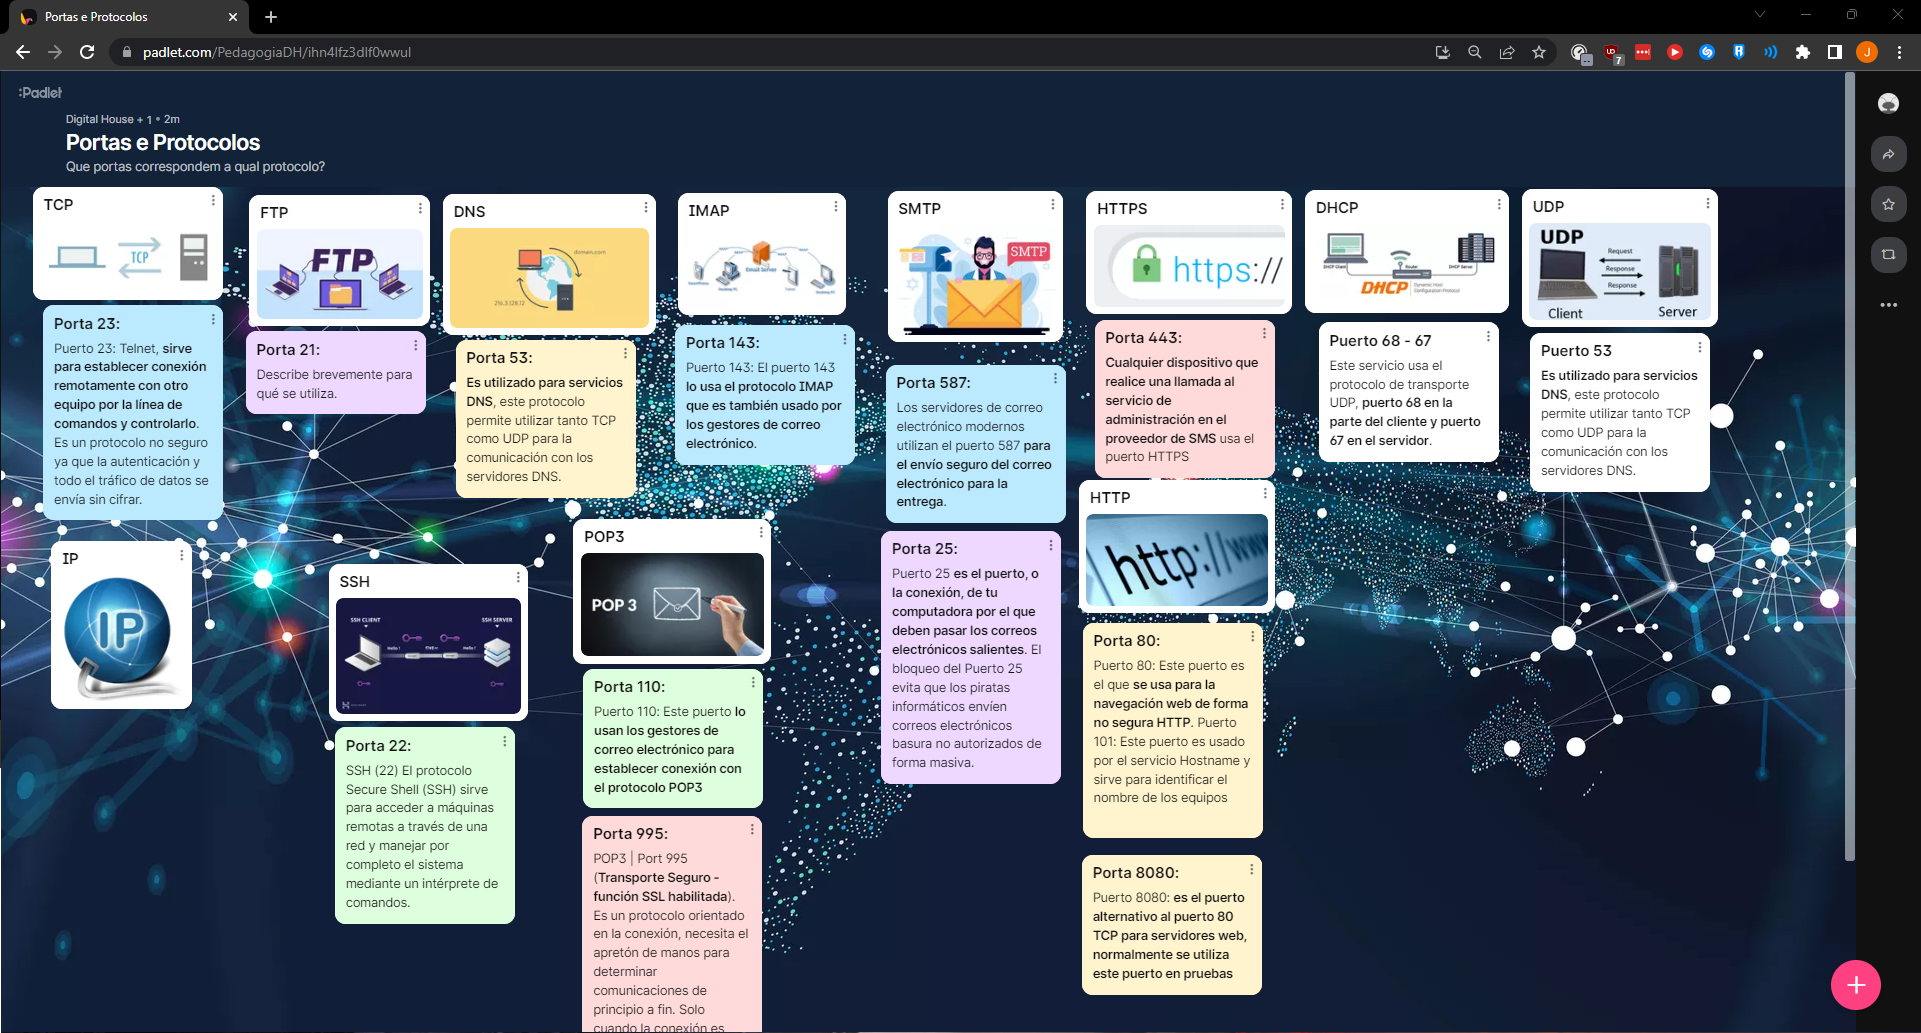 Portas e Protocolos
padlet.com/PedagogiaDH/ihn4lfz3dlf0wwul
7
J
:Padlet
Digital House + 1 • 2m
Portas e Protocolos
Que portas correspondem a qual protocolo?
TCP
TCP
Porta 23:
Puerto 23: Telnet, sirve
para establecer conexión
remotamente con otro
equipo por la línea de
comandos y controlarlo.
Es un protocolo no seguro
ya que la autenticación y
todo el tráfico de datos se
envía sin cifrar.
IP
IP
FTP
FTP
Porta 21:
Describe brevemente para
qué se utiliza.
SSH
SSH CLIENT
SSH SERVER
Porta 22:
SSH (22) El protocolo
Secure Shell (SSH) sirve
para acceder a máquinas
remotas a través de una
red y manejar por
completo el sistema
mediante un intérprete de
comandos.
DNS
domain.com
216.3.128.12
Porta 53:
Es utilizado para servicios
DNS, este protocolo
permite utilizar tanto TCP
como UDP para la
comunicación con los
servidores DNS.
POP3
POP 3
Porta 110:
Puerto 110: Este puerto lo
usan los gestores de
correo electrónico para
establecer conexión con
el protocolo POP3
Porta 995:
POP3 | Port 995
(Transporte Seguro -
función SSL habilitada).
Es un protocolo orientado
en la conexión, necesita el
apretón de manos para
determinar
comunicaciones de
principio a fin. Solo
cuando la conexión es
IMAP
Email Server
Porta 143:
Puerto 143: El puerto 143
lo usa el protocolo IMAP
que es también usado por
los gestores de correo
electrónico.
SMTP
SMTP
Porta 587:
Los servidores de correo
electrónico modernos
utilizan el puerto 587 para
el envío seguro del correo
electrónico para la
entrega.
Porta 25:
Puerto 25 es el puerto, o
la conexión, de tu
computadora por el que
deben pasar los correos
electrónicos salientes. El
bloqueo del Puerto 25
evita que los piratas
informáticos envíen
correos electrónicos
basura no autorizados de
forma masiva.
HTTPS
https://
Porta 443:
Cualquier dispositivo que
realice una llamada al
servicio de
administración en el
proveedor de SMS usa el
puerto HTTPS
HTTP
http://www
Porta 80:
Puerto 80: Este puerto es
el que se usa para la
navegación web de forma
no segura HTTP. Puerto
101: Este puerto es usado
por el servicio Hostname y
sirve para identificar el
nombre de los equipos
Porta 8080:
Puerto 8080: es el puerto
alternativo al puerto 80
TCP para servidores web,
normalmente se utiliza
este puerto en pruebas
DHCP
DHCP Client
Router
DHCP Server
DHCP Dynamic Host
Configuration Protocol
Puerto 68 - 67
Este servicio usa el
protocolo de transporte
UDP, puerto 68 en la
parte del cliente y puerto
67 en el servidor.
UDP
UDP
Request
Response
Response
Client
Server
Puerto 53
Es utilizado para servicios
DNS, este protocolo
permite utilizar tanto TCP
como UDP para la
comunicación con los
servidores DNS.